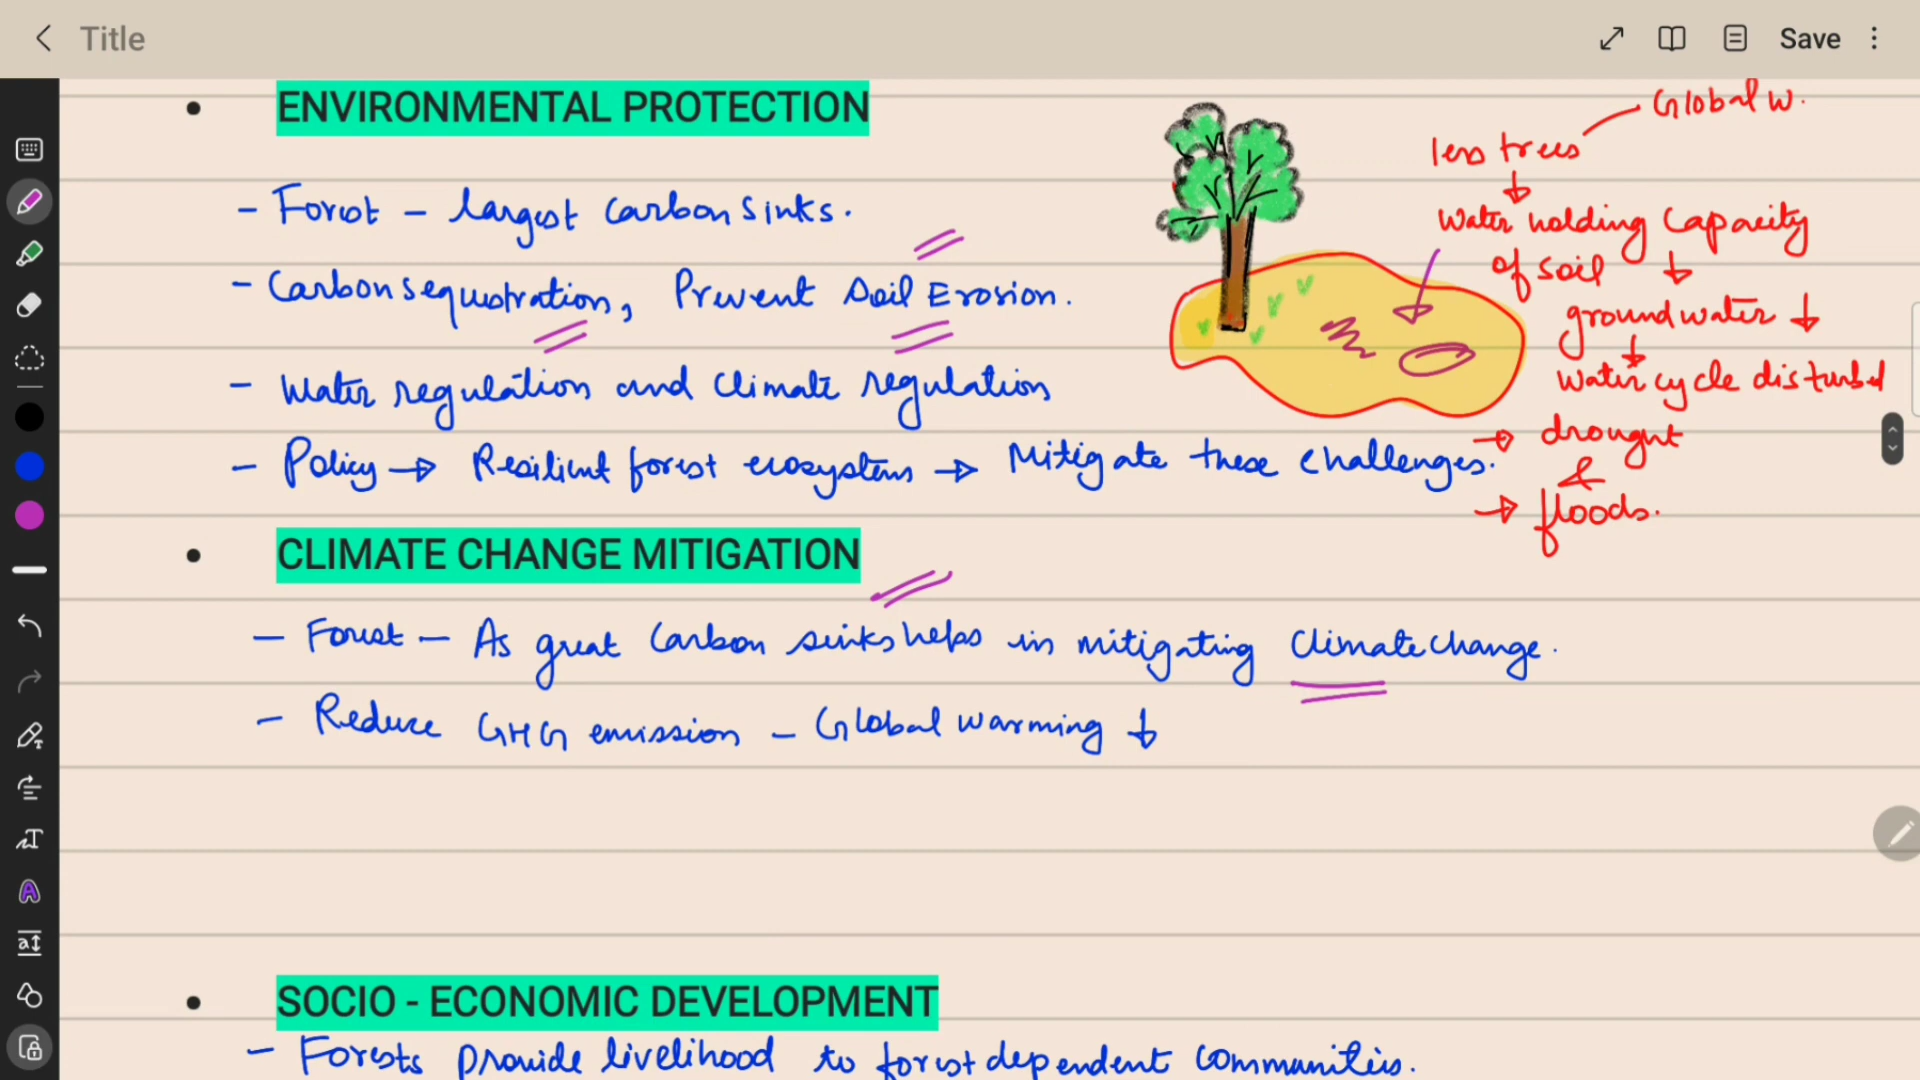 Title
Save
• ENVIRONMENTAL PROTECTION
- Forest - largest carbon sinks.
- Carbon sequstration, Prevent Soil Erosion.
- Water regulation and climate regulation
- Policy → Resilient forest ecosystem → Mitigate these challenges.
Global W.
less trees
↓
Water holding capacity
of soil ↓
groundwater ↓
↓
Water cycle disturbed
→ drought
&
→ floods.
• CLIMATE CHANGE MITIGATION
- Forest - As great carbon sinks helps in mitigating climate change.
- Reduce GHG emission - Global warming ↓
• SOCIO - ECONOMIC DEVELOPMENT
- Forests provide livelihood to forest dependent communities.